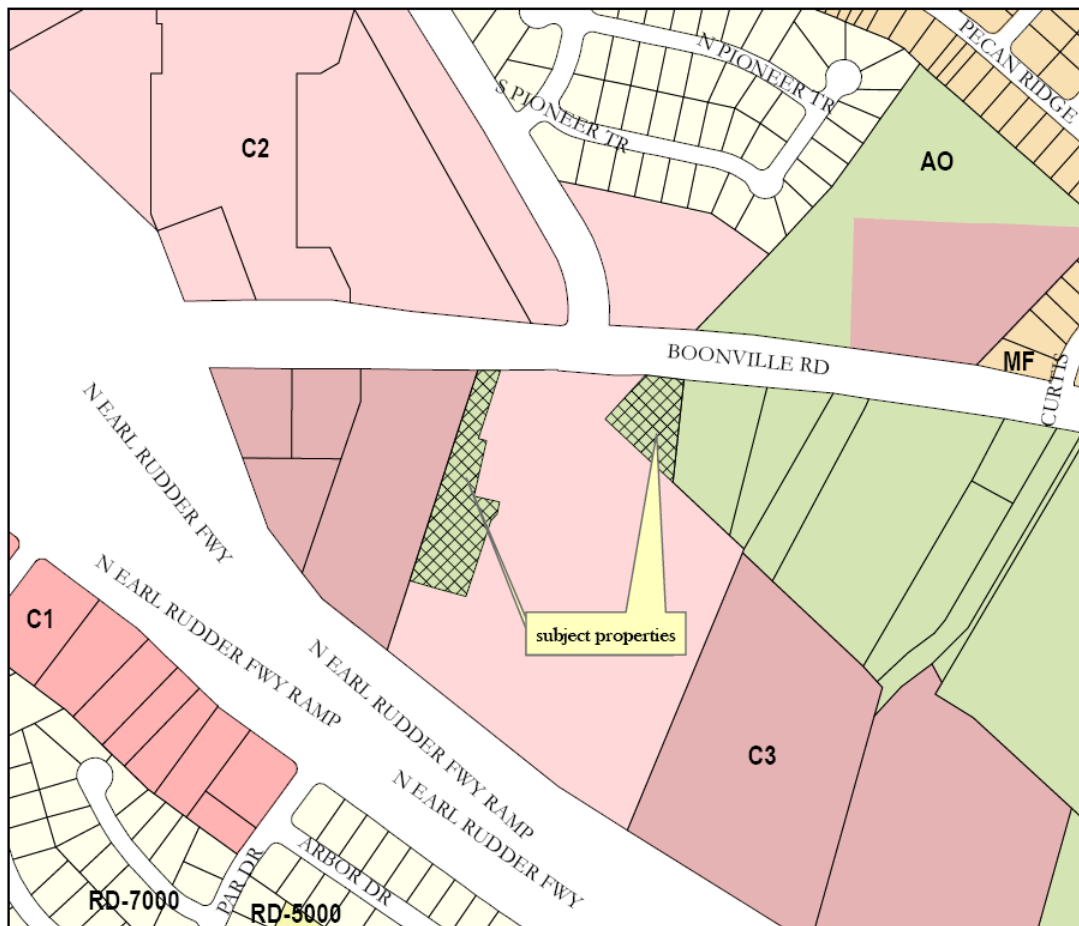 PECAN RIDGE
N PIONEER TR
S PIONEER TR
C2
AO
BOONVILLE RD
MF
CURTIS
N EARL RUDDER FWY
N EARL RUDDER FWY RAMP
C1
subject properties
N EARL RUDDER FWY RAMP
N EARL RUDDER FWY
C3
PAR DR
ARBOR DR
RD-7000
RD-5000